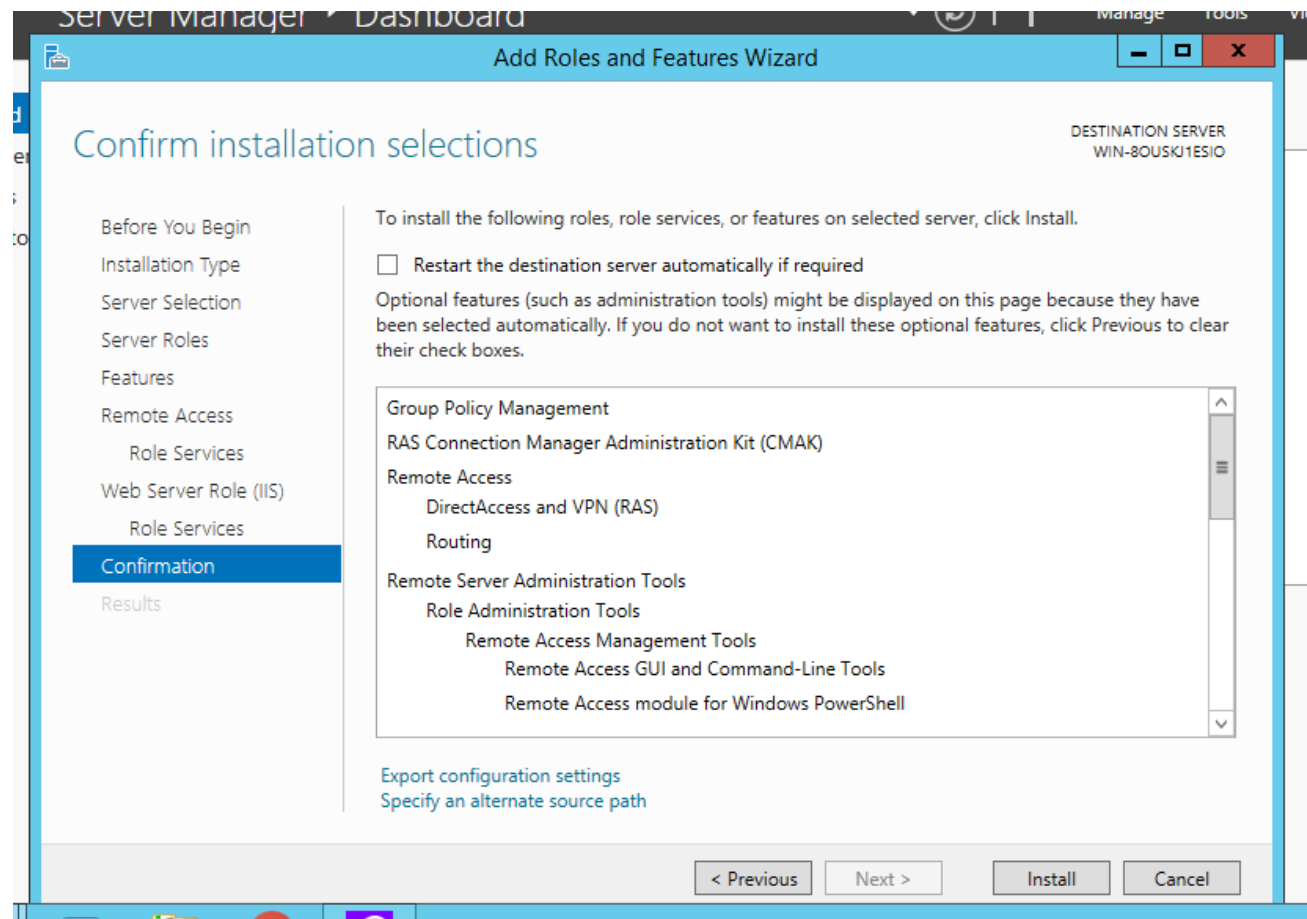 Server Manager • Dashboard
Manage Tools
Add Roles and Features Wizard
Confirm installation selections
DESTINATION SERVER
WIN-8OUSKJ1ESIO
Before You Begin
Installation Type
Server Selection
Server Roles
Features
Remote Access
Role Services
Web Server Role (IIS)
Role Services
Confirmation
Results
To install the following roles, role services, or features on selected server, click Install.
Restart the destination server automatically if required
Optional features (such as administration tools) might be displayed on this page because they have
been selected automatically. If you do not want to install these optional features, click Previous to clear
their check boxes.
Group Policy Management
RAS Connection Manager Administration Kit (CMAK)
Remote Access
DirectAccess and VPN (RAS)
Routing
Remote Server Administration Tools
Role Administration Tools
Remote Access Management Tools
Remote Access GUI and Command-Line Tools
Remote Access module for Windows PowerShell
Export configuration settings
Specify an alternate source path
< Previous
Next >
Install
Cancel